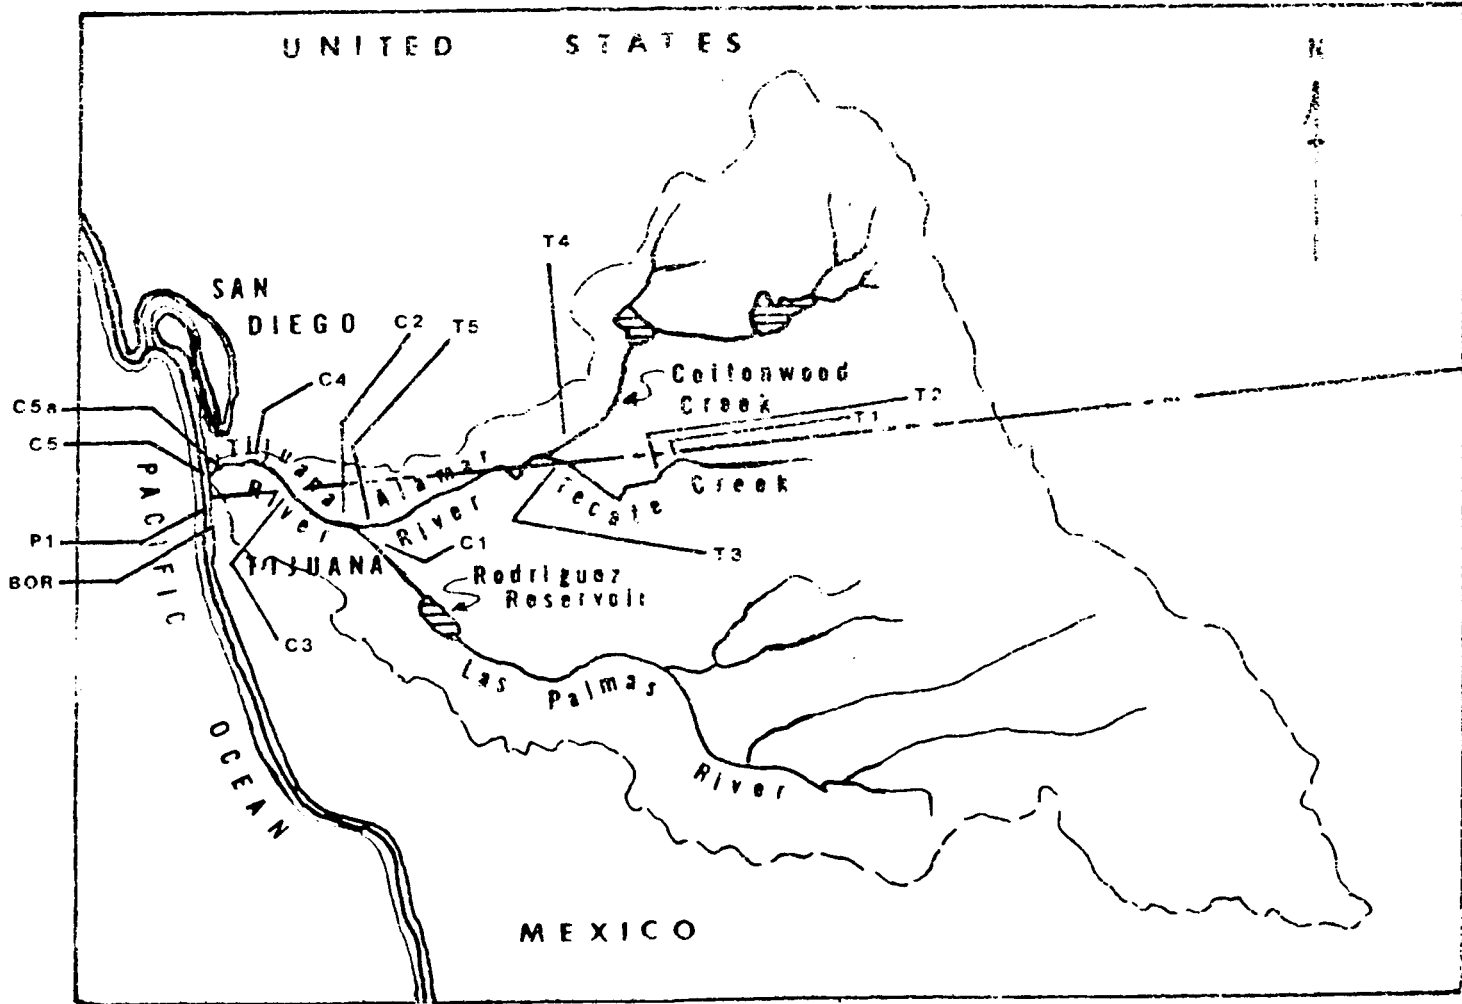 UNITED STATES
N
T4
SAN
DIEGO
C2
T5
C4
Cottonwood
Creek
T2
T1
C5a
C5
Tijuana
River
Alamar
River
Tecate
Creek
PACIFIC
OCEAN
P1
BOR
C1
T3
TIJUANA
Rodriguez
Reservoir
C3
Las Palmas
River
MEXICO